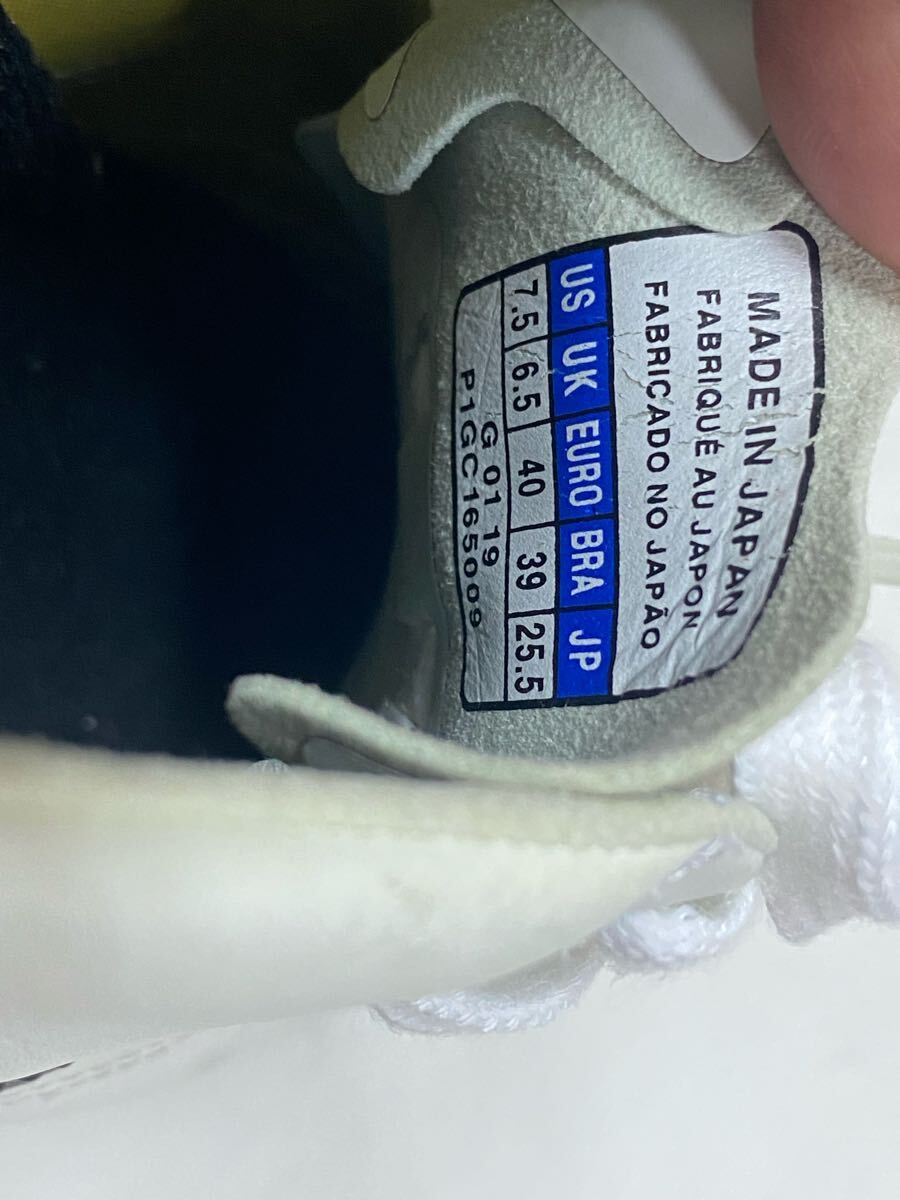 MADE IN JAPAN
FABRIQUÉ AU JAPON
FABRICADO NO JAPÃO
US UK EURO BRA JP
7.5 6.5 40 39 25.5
G 01 19
P1GC165009